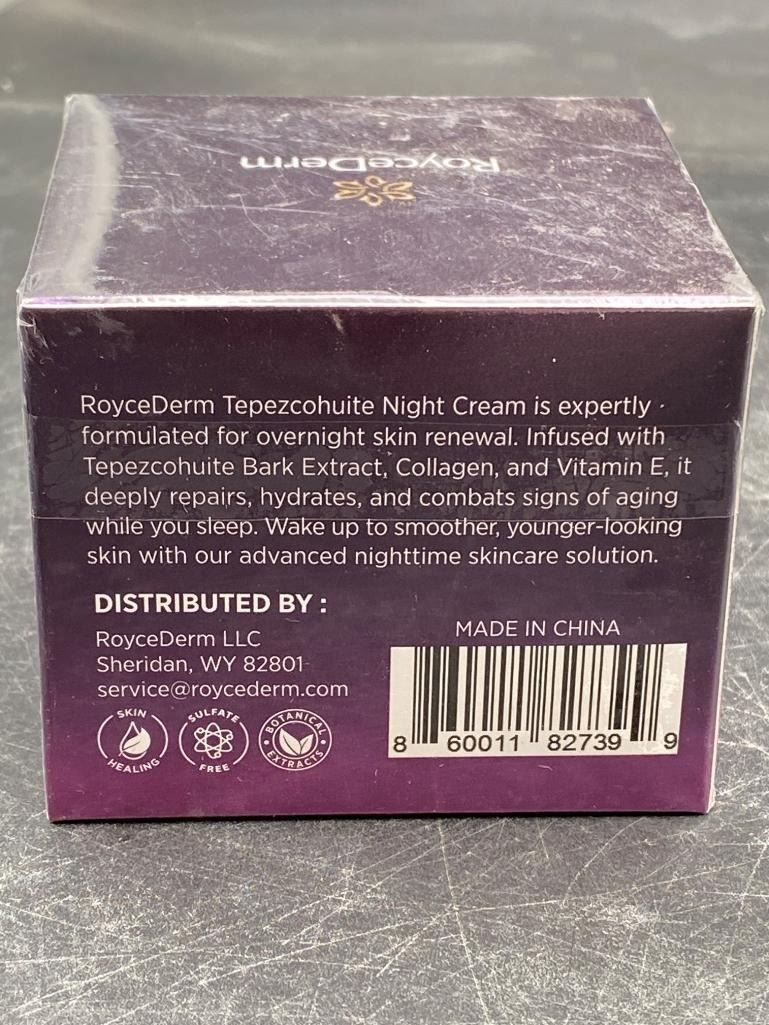 RoyceDerm
RoyceDerm Tepezcohuite Night Cream is expertly
formulated for overnight skin renewal. Infused with
Tepezcohuite Bark Extract, Collagen, and Vitamin E, it
deeply repairs, hydrates, and combats signs of aging
while you sleep. Wake up to smoother, younger-looking
skin with our advanced nighttime skincare solution.
DISTRIBUTED BY :
RoyceDerm LLC
Sheridan, WY 82801
service@roycederm.com
SKIN
HEALING
SULFATE
FREE
BOTANICAL
EXTRACTS
MADE IN CHINA
8 60011 82739 9